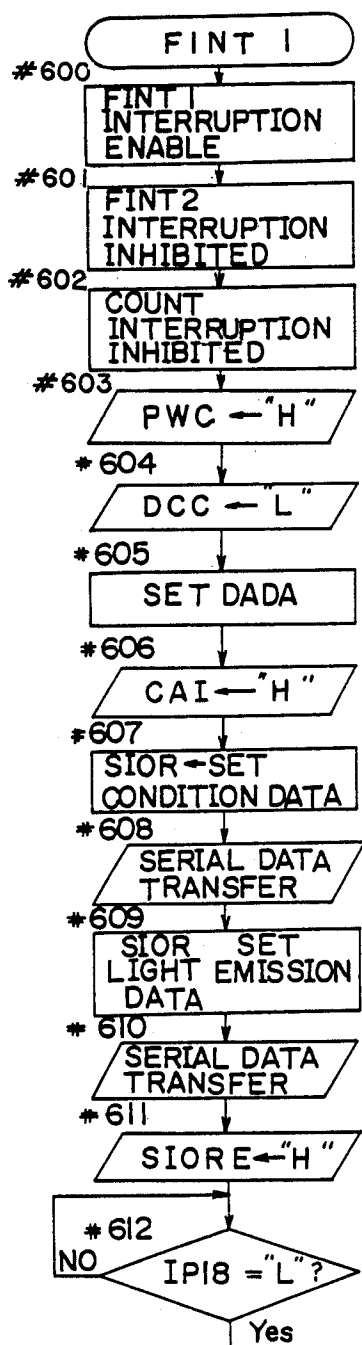 FINT 1
#600
FINT 1
INTERRUPTION
ENABLE
#601
FINT2
INTERRUPTION
INHIBITED
#602
COUNT
INTERRUPTION
INHIBITED
#603
PWC ← "H"
#604
DCC ← "L"
#605
SET DADA
#606
CAI ← "H"
#607
SIOR ← SET
CONDITION DATA
#608
SERIAL DATA
TRANSFER
#609
SIOR SET
LIGHT EMISSION
DATA
#610
SERIAL DATA
TRANSFER
#611
SIORE ← "H"
#612
NO
IP18 = "L" ?
Yes